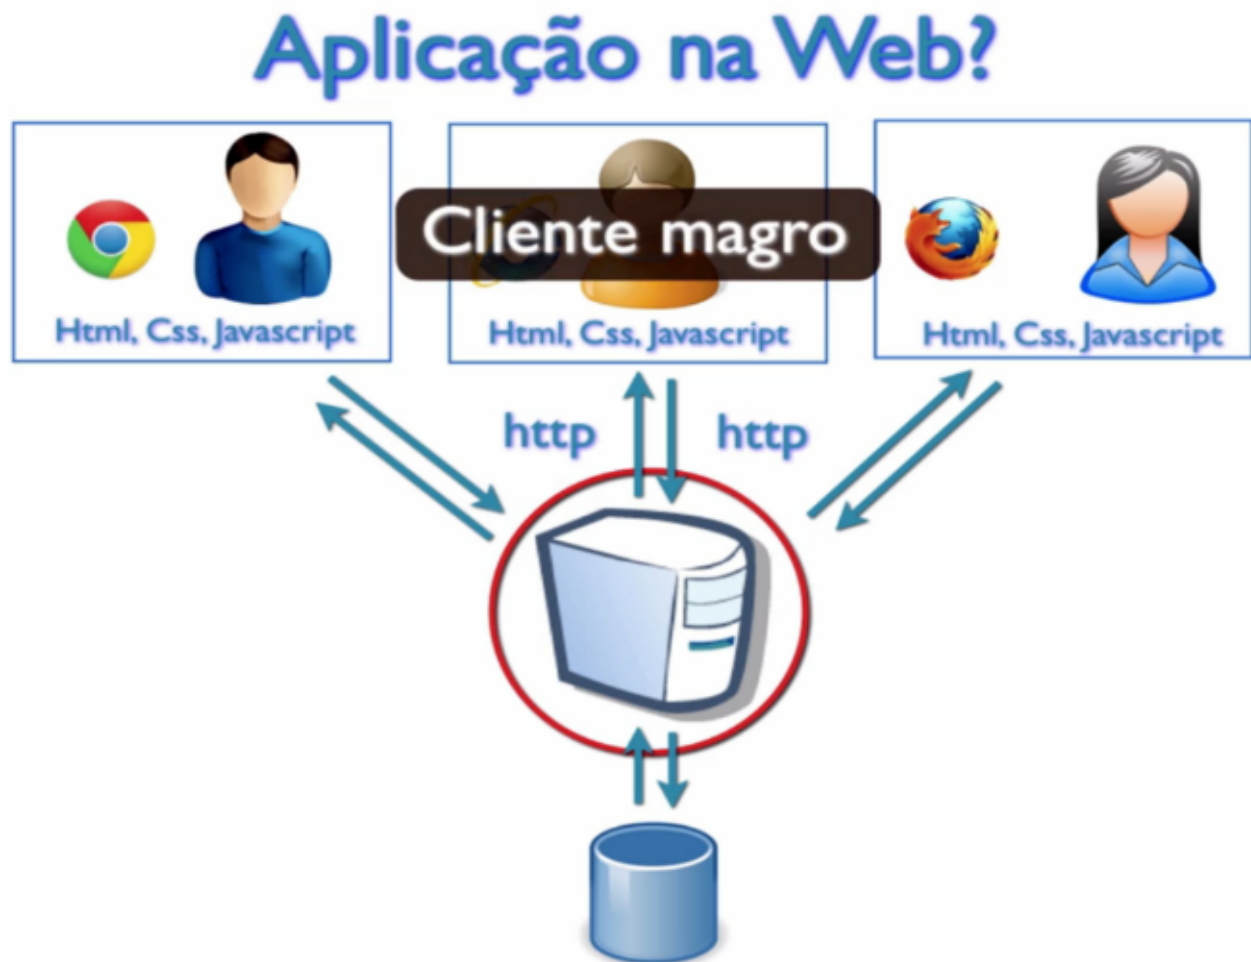 Aplicação na Web?
Cliente magro
Html, Css, Javascript
Html, Css, Javascript
Html, Css, Javascript
http
http